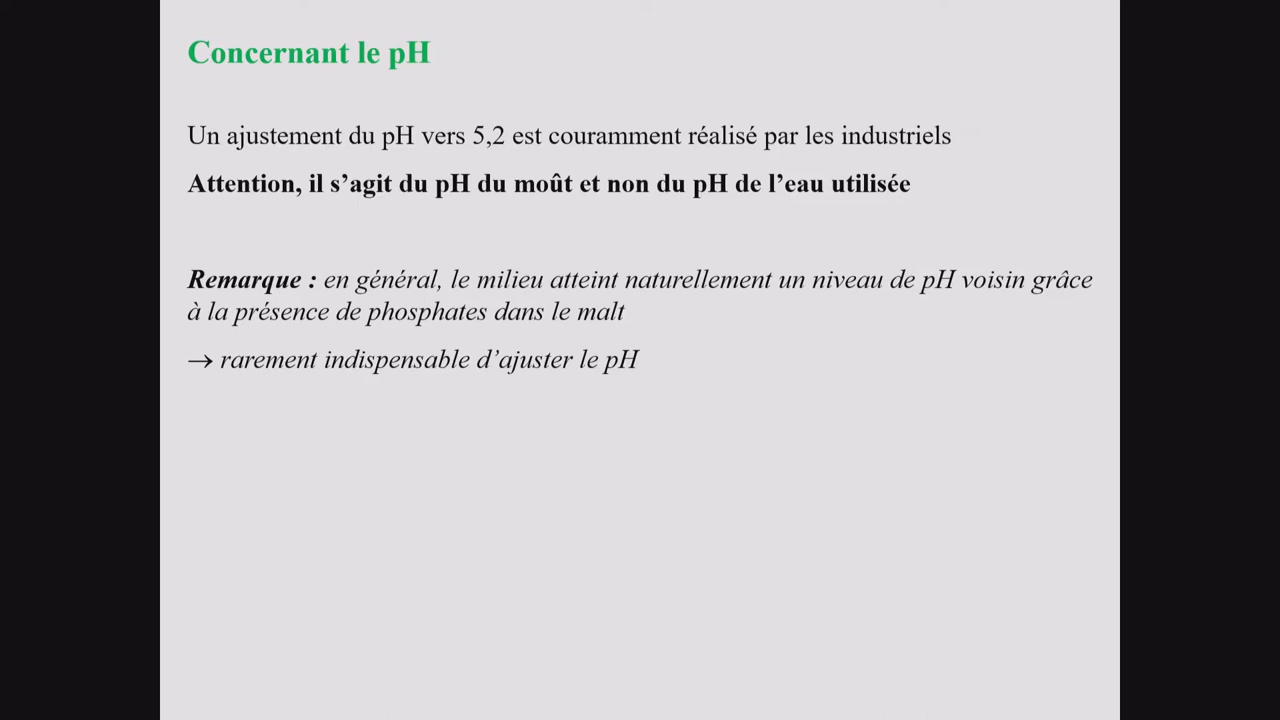 Concernant le pH
Un ajustement du pH vers 5,2 est couramment réalisé par les industriels
Attention, il s’agit du pH du moût et non du pH de l’eau utilisée
Remarque : en général, le milieu atteint naturellement un niveau de pH voisin grâce
à la présence de phosphates dans le malt
→ rarement indispensable d’ajuster le pH